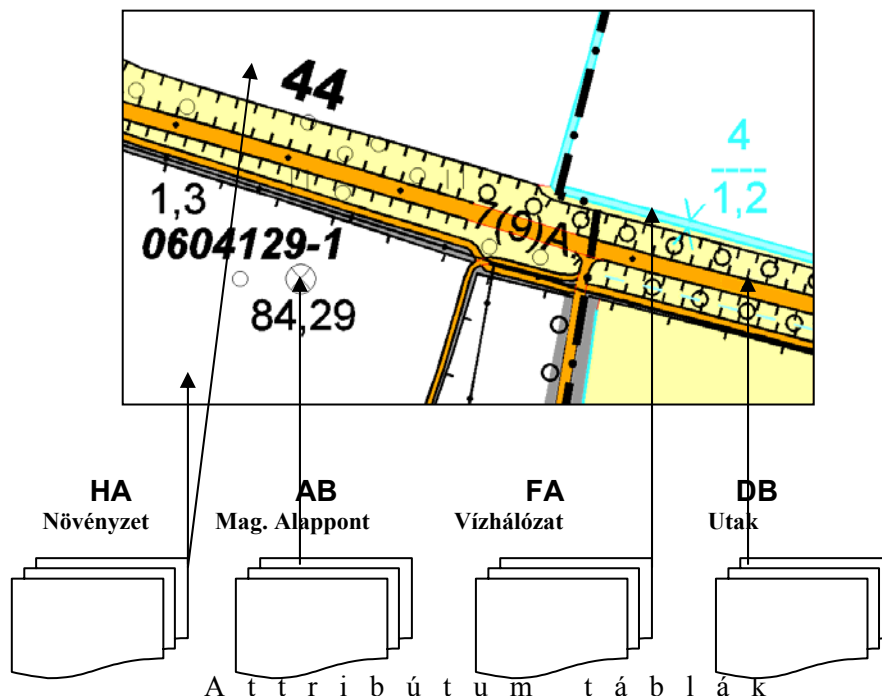 44
4
1,2
1,3
7(9)A
0604129-1
84,29
HA AB FA DB
Növényzet Mag. Alappont Vízhálózat Utak
A t t r i b ú t u m t á b l á k